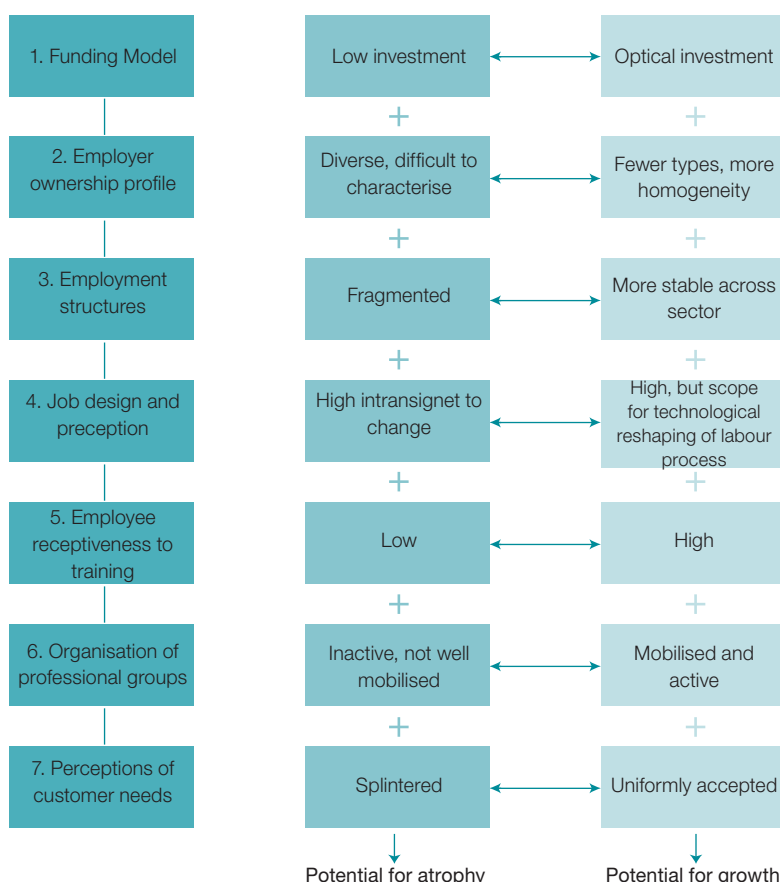 1. Funding Model
Low investment
Optical investment
+
+
2. Employer
ownership profile
Diverse, difficult to
characterise
Fewer types, more
homogeneity
+
+
3. Employment
structures
Fragmented
More stable across
sector
+
+
4. Job design and
preception
High intransignet to
change
High, but scope
for technological
reshaping of labour
process
+
+
5. Employee
receptiveness to
training
Low
High
+
+
6. Organisation of
professional groups
Inactive, not well
mobilised
Mobilised and
active
+
+
7. Perceptions of
customer needs
Splintered
Uniformly accepted
Potential for atrophy
Potential for growth